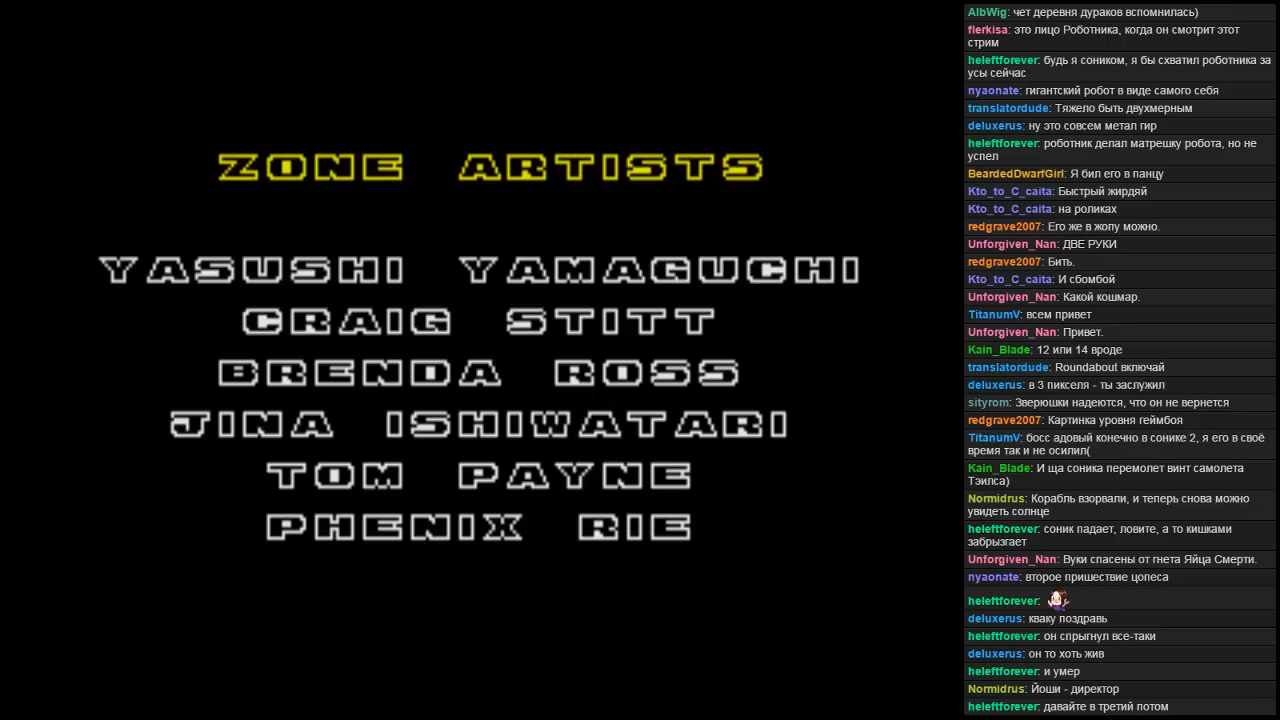 ZONE ARTISTS
YASUSHI YAMAGUCHI
CRAIG STITT
BRENDA ROSS
JINA ISHIWATARI
TOM PAYNE
PHENIX RIE
AlbWig: чет деревня дураков вспомнилась)
flerkisa: это лицо Роботника, когда он смотрит этот
стрим
heleftforever: будь я соником, я бы схватил роботника за
усы сейчас
nyaonate: гигантский робот в виде самого себя
translatordude: Тяжело быть двухмерным
deluxerus: ну это совсем метал гир
heleftforever: роботник делал матрешку робота, но не
успел
BeardedDwarfGirl: Я бил его в панцу
Kto_to_C_caita: Быстрый жирдяй
Kto_to_C_caita: на роликах
redgrave2007: Его же в жопу можно.
Unforgiven_Nan: ДВЕ РУКИ
redgrave2007: Бить.
Kto_to_C_caita: И сбомбой
Unforgiven_Nan: Какой кошмар.
TitanumV: всем привет
Unforgiven_Nan: Привет.
Kain_Blade: 12 или 14 вроде
translatordude: Roundabout включай
deluxerus: в 3 пикселя - ты заслужил
sityrom: Зверюшки надеются, что он не вернется
redgrave2007: Картинка уровня геймбоя
TitanumV: босс адовый конечно в сонике 2, я его в своё
время так и не осилил(
Kain_Blade: И ща соника перемолет винт самолета
Тэилса)
Normidrus: Корабль взорвали, и теперь снова можно
увидеть солнце
heleftforever: соник падает, ловите, а то кишками
забрызгает
Unforgiven_Nan: Вуки спасены от гнета Яйца Смерти.
nyaonate: второе пришествие цопеса
heleftforever:
deluxerus: кваку поздравь
heleftforever: он спрыгнул все-таки
deluxerus: он то хоть жив
heleftforever: и умер
Normidrus: Йоши - директор
heleftforever: давайте в третий потом